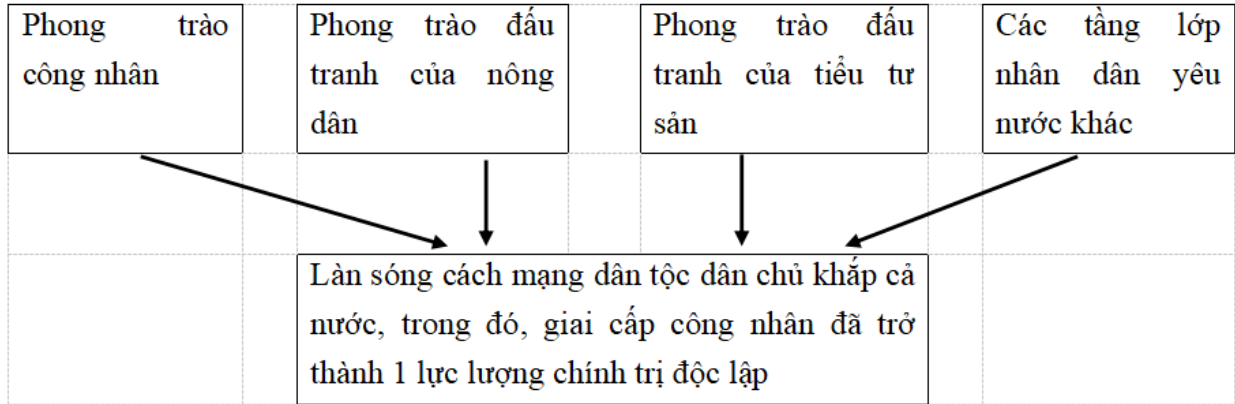 Phong trào
công nhân
Phong trào đấu
tranh của nông
dân
Phong trào đấu
tranh của tiểu tư
sản
Các tầng lớp
nhân dân yêu
nước khác
Làn sóng cách mạng dân tộc dân chủ khắp cả
nước, trong đó, giai cấp công nhân đã trở
thành 1 lực lượng chính trị độc lập